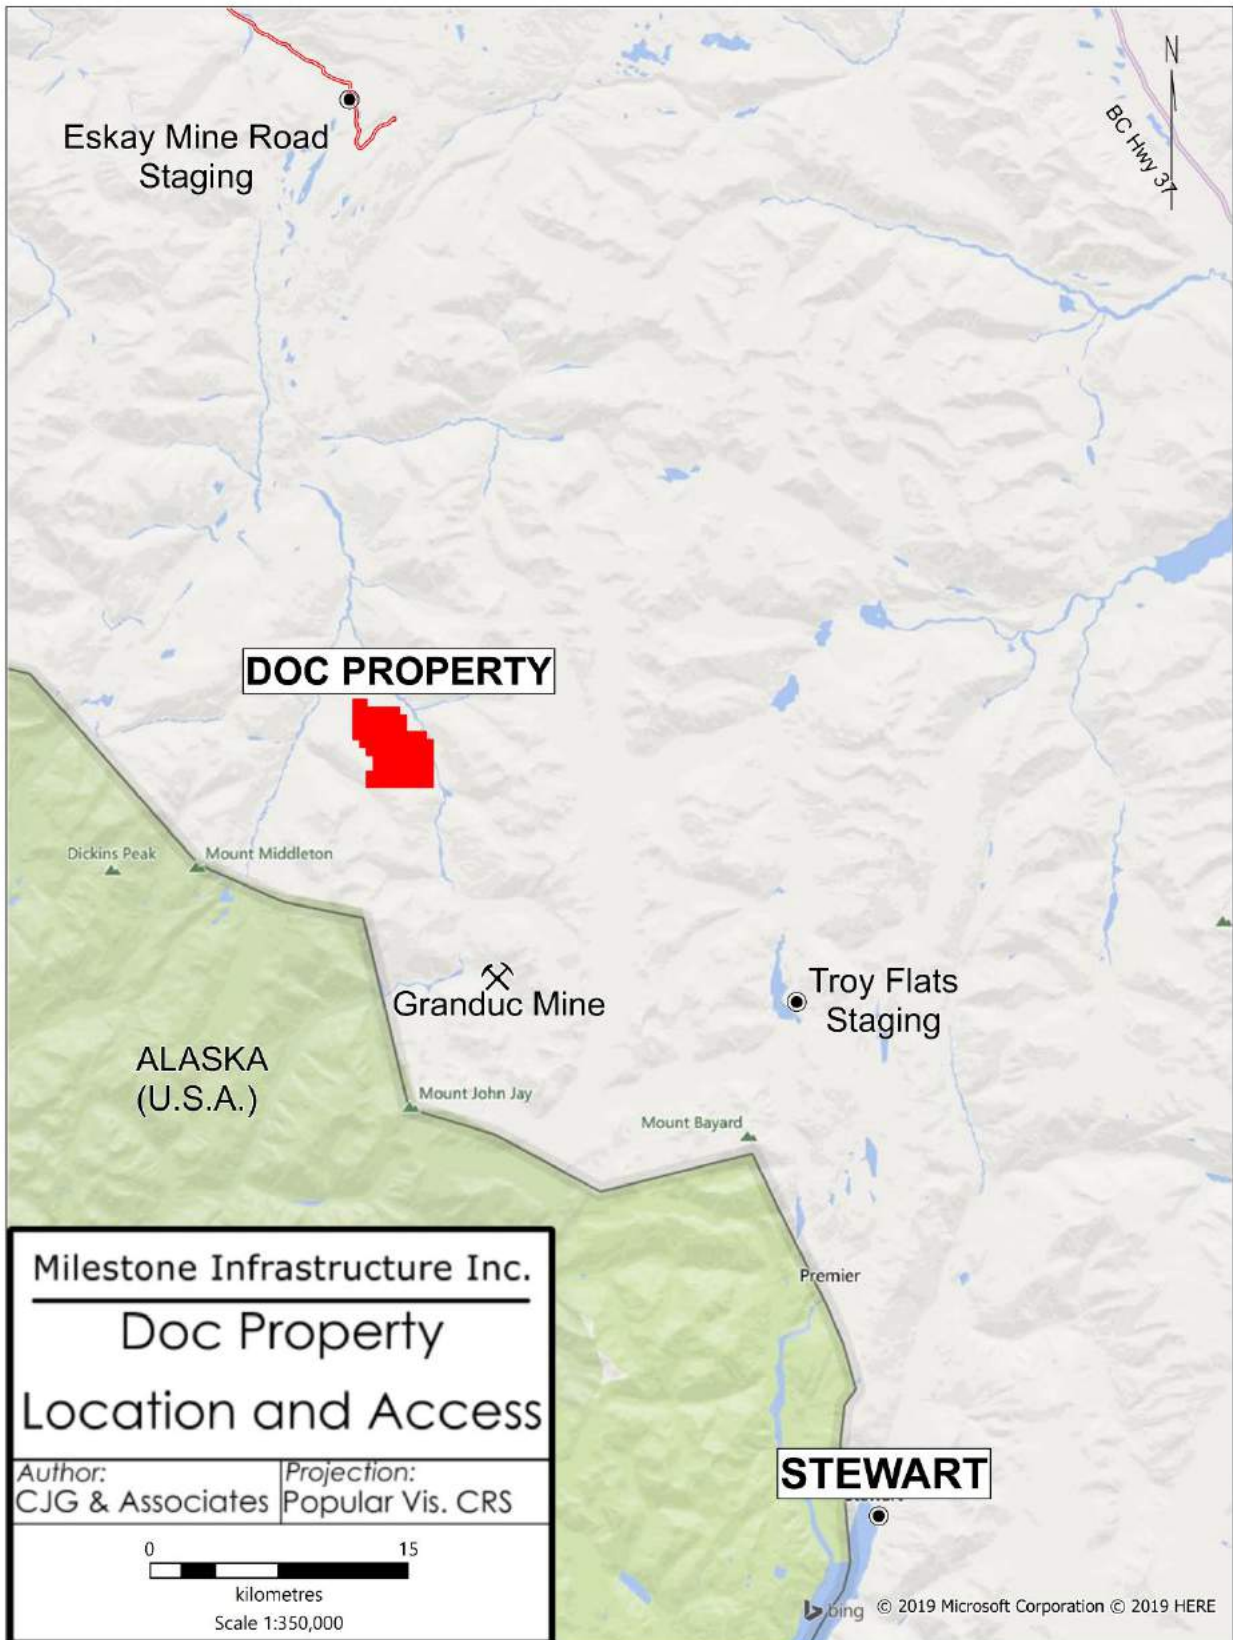 N
BC Hwy 37
Eskay Mine Road
Staging
DOC PROPERTY
Dickins Peak
Mount Middleton
Granduc Mine
Troy Flats
Staging
ALASKA
(U.S.A.)
Mount John Jay
Mount Bayard
Premier
Milestone Infrastructure Inc.
Doc Property
Location and Access
Author:
CJG & Associates
Projection:
Popular Vis. CRS
0 15
kilometres
Scale 1:350,000
STEWART
bing © 2019 Microsoft Corporation © 2019 HERE